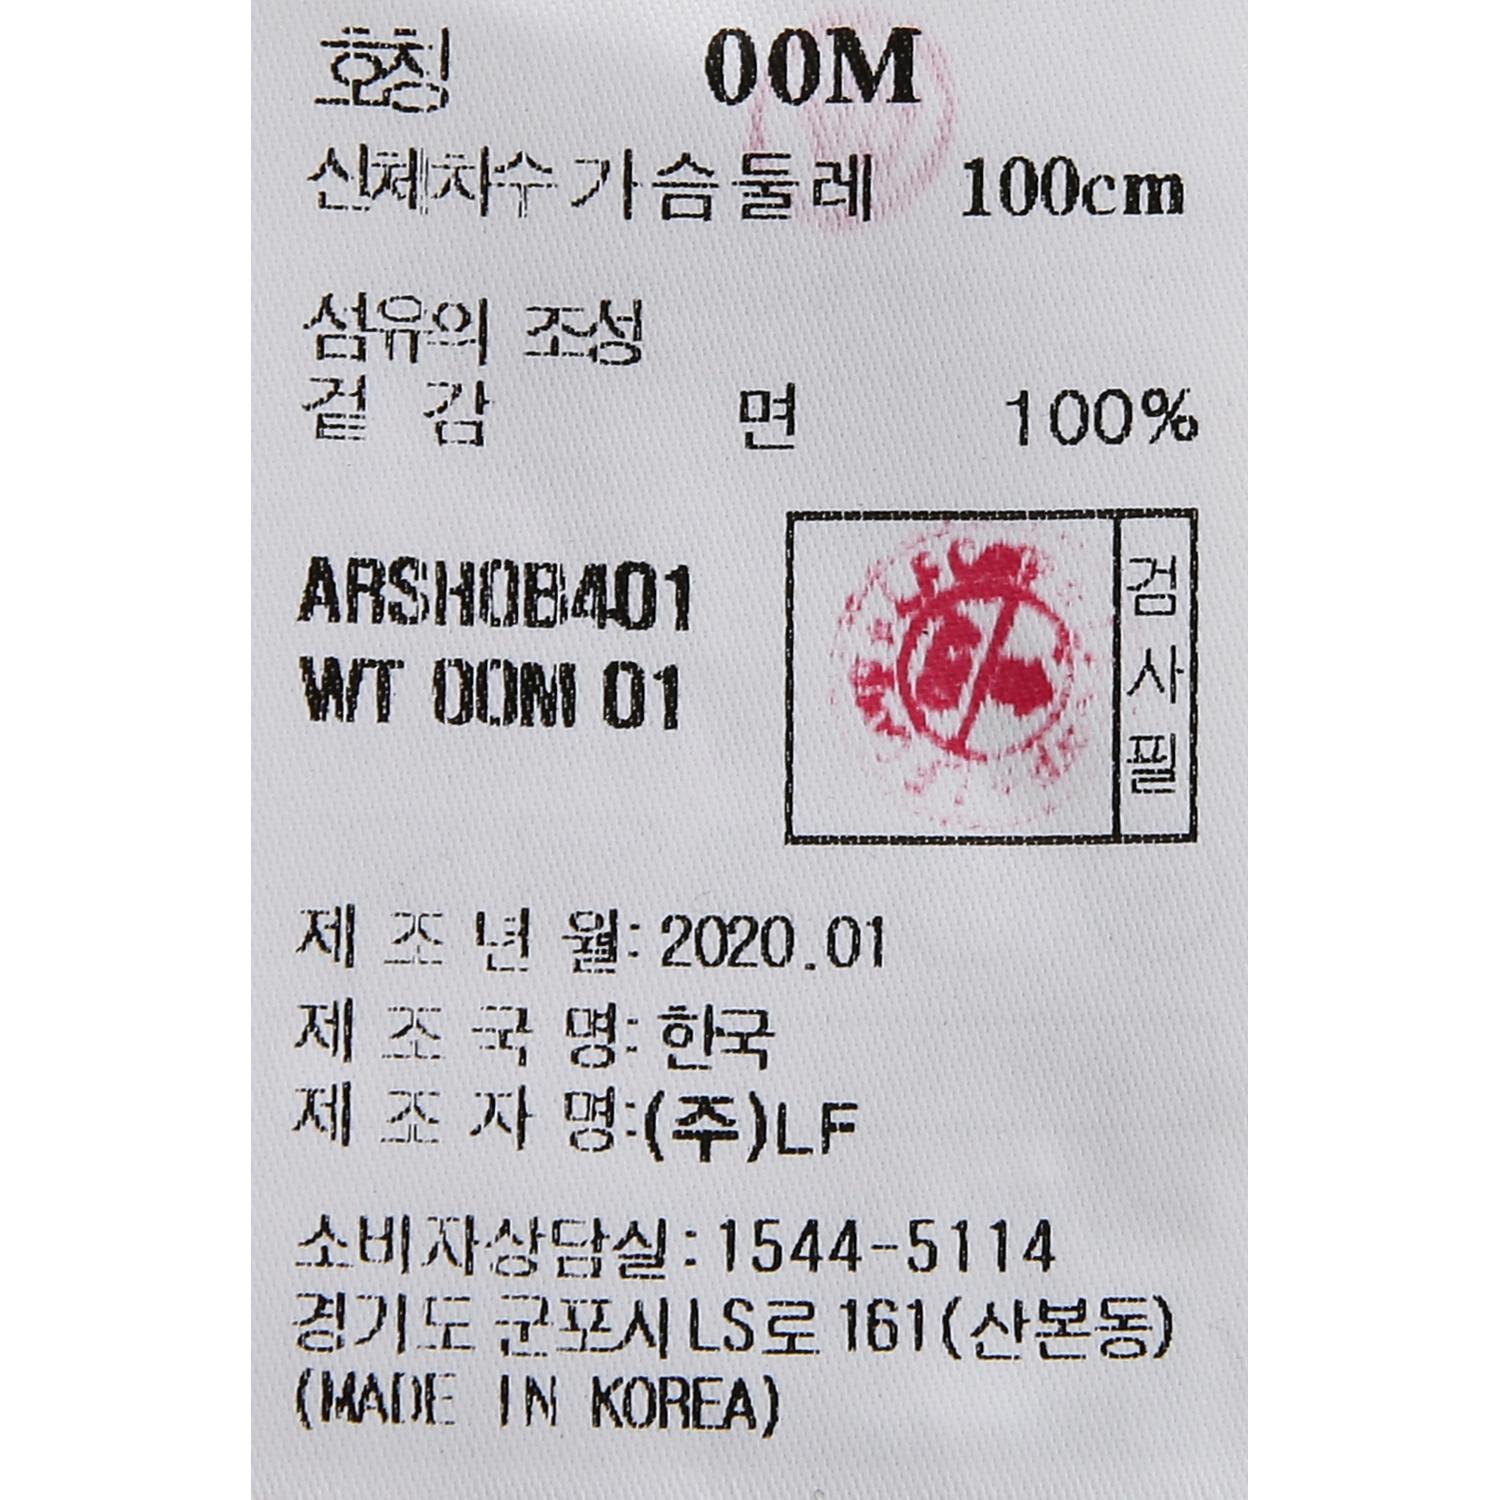 호칭 00M
신체치수 가슴둘레 100cm
섬유의 조성
겉 감 면 100%
ARSH0B401
WT 00M 01
검사필
제 조 년 월: 2020.01
제 조 국 명: 한국
제 조 자 명:(주)LF
소비자상담실:1544-5114
경기도 군포시 LS로 161(산본동)
(MADE IN KOREA)